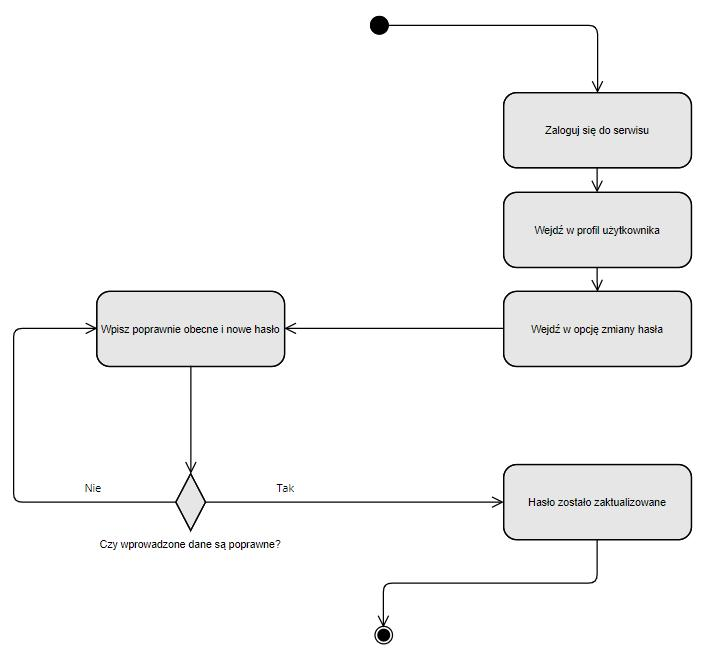 Zaloguj się do serwisu
Wejdź w profil użytkownika
Wejdź w opcję zmiany hasła
Wpisz poprawnie obecne i nowe hasło
Nie
Tak
Czy wprowadzone dane są poprawne?
Hasło zostało zaktualizowane